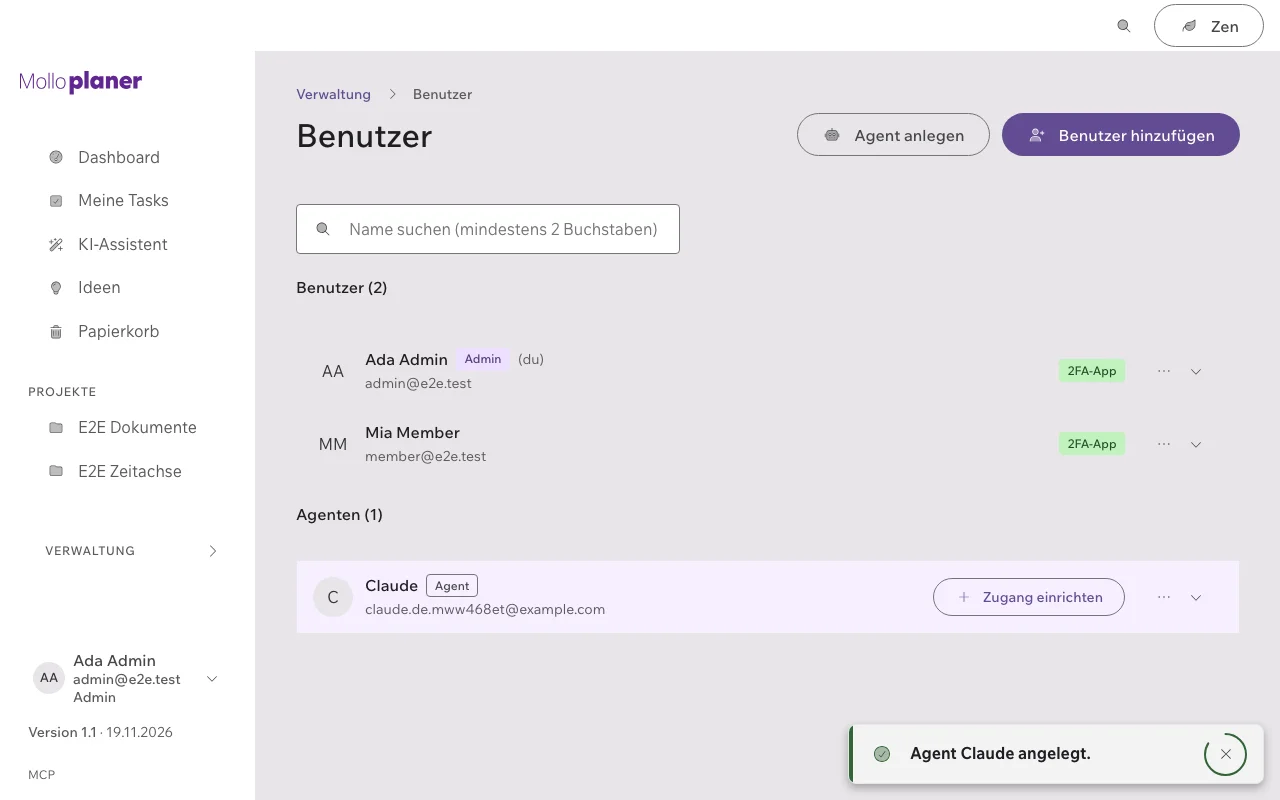 Zen
Molloplaner
Dashboard
Meine Tasks
KI-Assistent
Ideen
Papierkorb
PROJEKTE
E2E Dokumente
E2E Zeitachse
VERWALTUNG
Ada Admin
AA
admin@e2e.test
Admin
Version 1.1 · 19.11.2026
MCP
Verwaltung
Benutzer
Benutzer
Agent anlegen
Benutzer hinzufügen
Name suchen (mindestens 2 Buchstaben)
Benutzer (2)
AA
Ada Admin Admin (du)
admin@e2e.test
2FA-App
MM
Mia Member
member@e2e.test
2FA-App
Agenten (1)
C
Claude Agent
claude.de.mww468et@example.com
Zugang einrichten
Agent Claude angelegt.